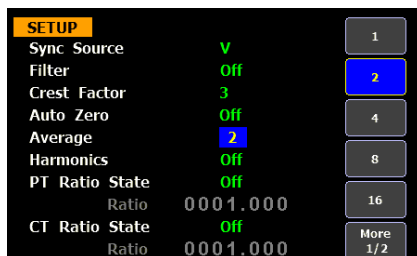 SETUP
Sync Source V
Filter Off
Crest Factor 3
Auto Zero Off
Average 2
Harmonics Off
PT Ratio State Off
Ratio 0001.000
CT Ratio State Off
Ratio 0001.000
1
2
4
8
16
More
1/2